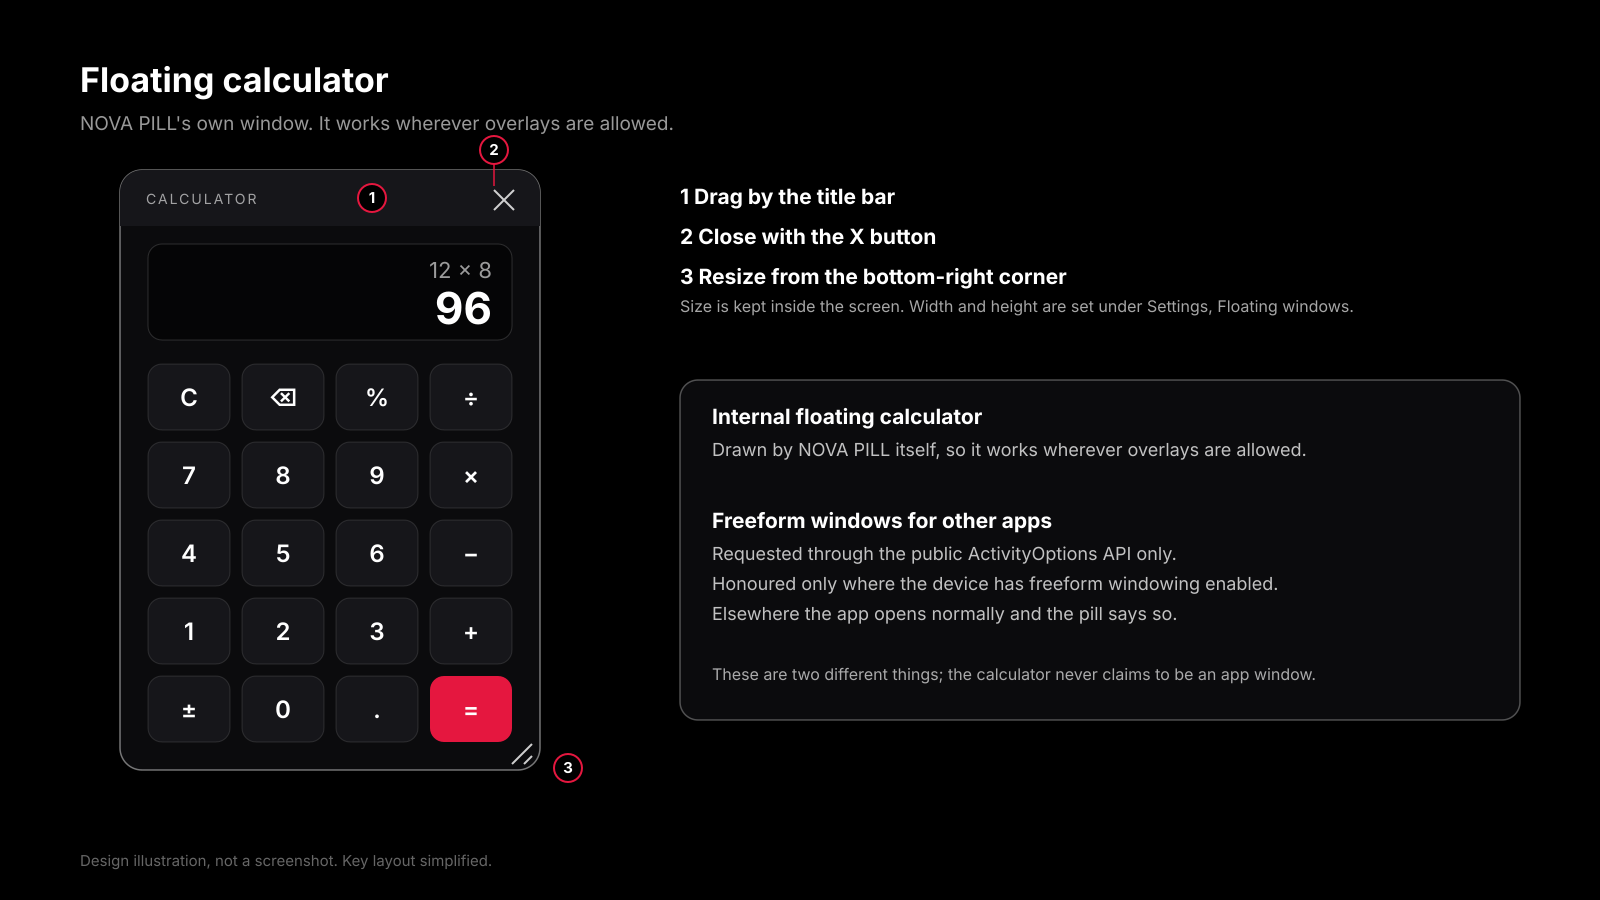 Floating calculator
NOVA PILL's own window. It works wherever overlays are allowed.
2
CALCULATOR
1
12 × 8
96
C ⌫ % ÷
7 8 9 ×
4 5 6 −
1 2 3 +
± 0 . =
3
1 Drag by the title bar
2 Close with the X button
3 Resize from the bottom-right corner
Size is kept inside the screen. Width and height are set under Settings, Floating windows.
Internal floating calculator
Drawn by NOVA PILL itself, so it works wherever overlays are allowed.
Freeform windows for other apps
Requested through the public ActivityOptions API only.
Honoured only where the device has freeform windowing enabled.
Elsewhere the app opens normally and the pill says so.
These are two different things; the calculator never claims to be an app window.
Design illustration, not a screenshot. Key layout simplified.